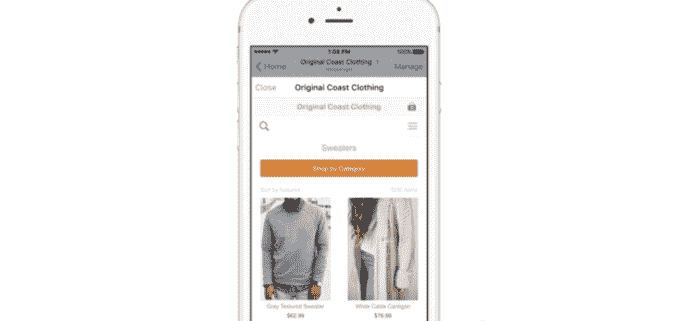 1:08 PM 100%
Home Original Coast Clothing Manage
Messenger
Close Original Coast Clothing
Original Coast Clothing
Sweaters
Shop by Category
Sort by featured items
Grey Textured Sweater White Cable Cardigan
$62.99 $79.99